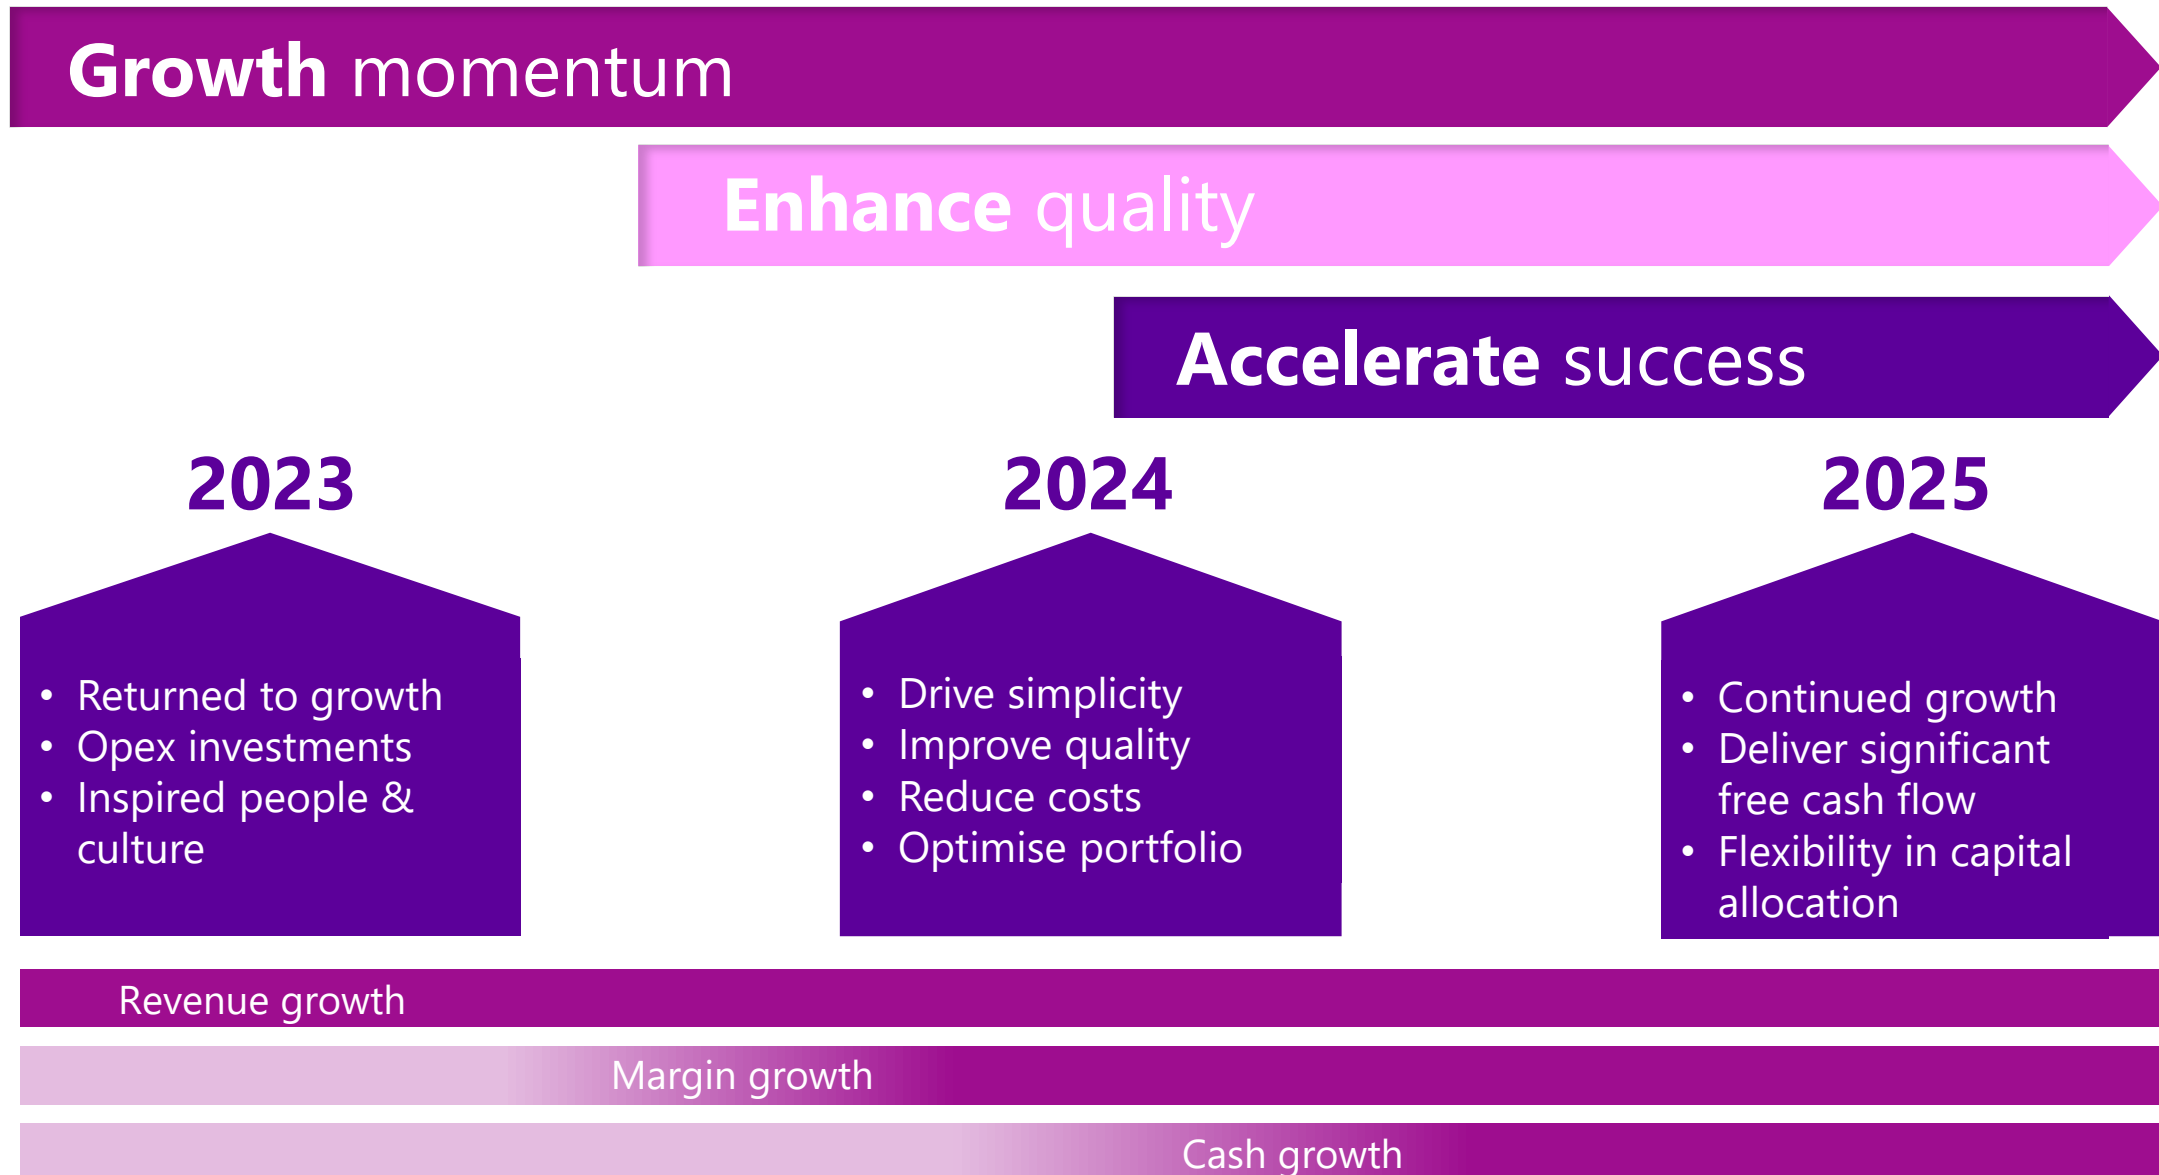 Growth momentum
Enhance quality
Accelerate success
2023
2024
2025
• Returned to growth
• Opex investments
• Inspired people &
culture
• Drive simplicity
• Improve quality
• Reduce costs
• Optimise portfolio
• Continued growth
• Deliver significant
free cash flow
• Flexibility in capital
allocation
Revenue growth
Margin growth
Cash growth